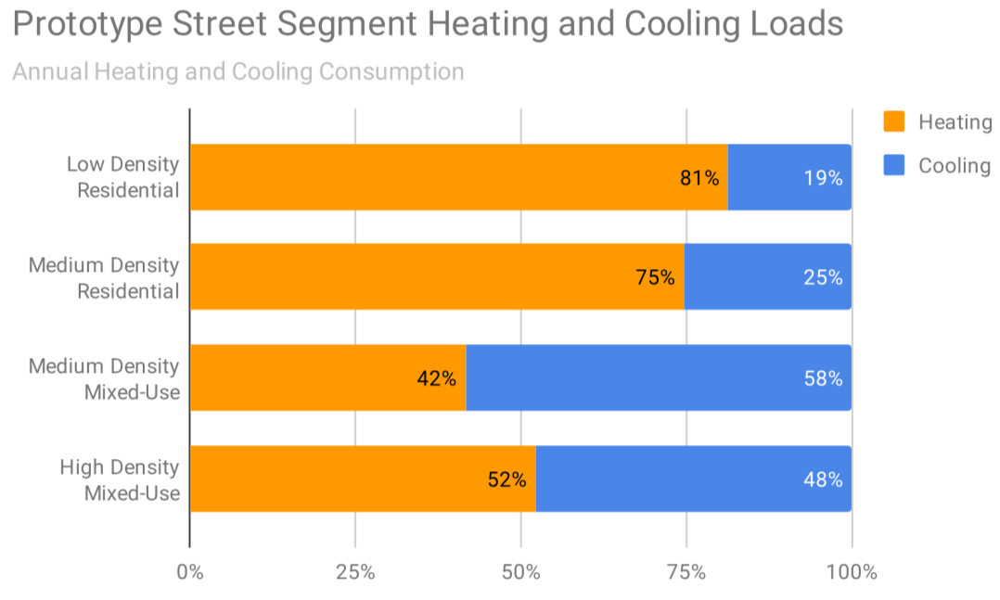 Prototype Street Segment Heating and Cooling Loads
Annual Heating and Cooling Consumption
Heating
Cooling
Low Density
Residential
81%
19%
Medium Density
Residential
75%
25%
Medium Density
Mixed-Use
42%
58%
High Density
Mixed-Use
52%
48%
0%
25%
50%
75%
100%